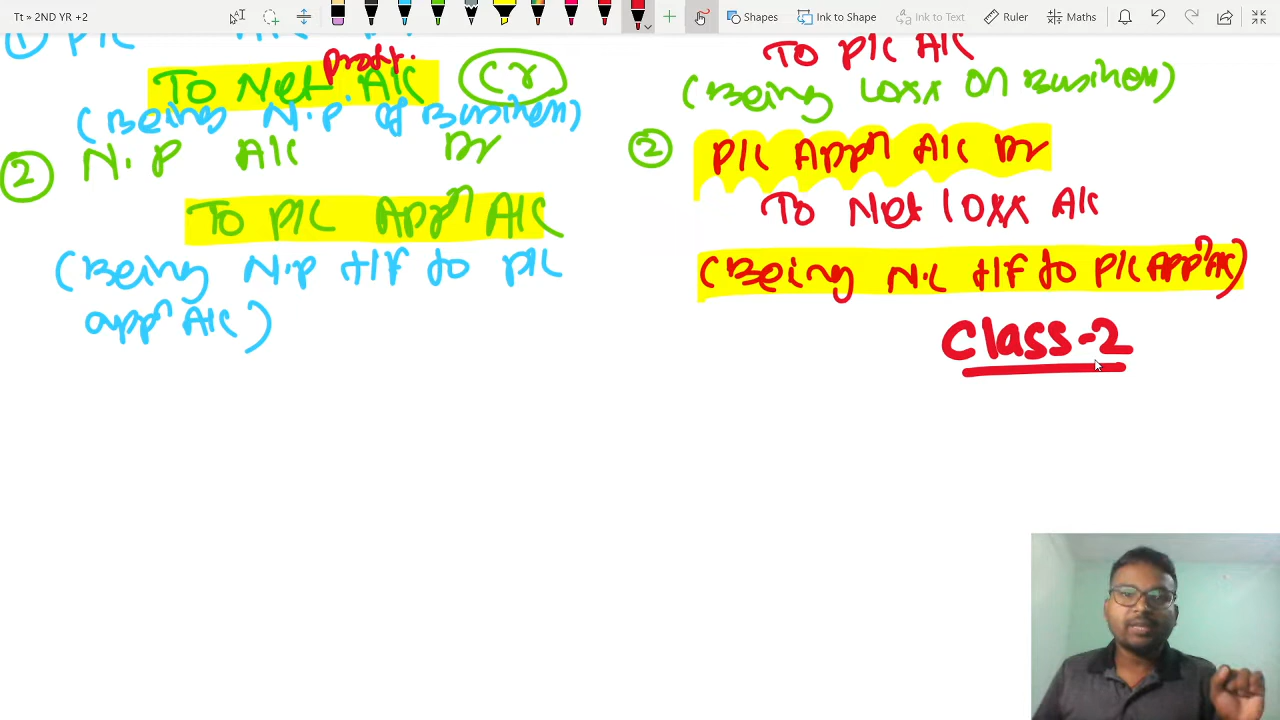 Tt » 2ND YR +2
Shapes
Ink to Shape
Ink to Text
Ruler
Maths
① P/L A/C Dr
To Net Profit A/C Cr
(Being N.P of Business)
② N.P A/C Dr
To P/L Appn A/C
(Being N.P t/f to P/L
appn A/C)
To P/L A/C
(Being Loss on Business)
② P/L Appn A/C Dr
To Net loss A/C
(Being N.L t/f to P/L APPn A/C)
Class-2